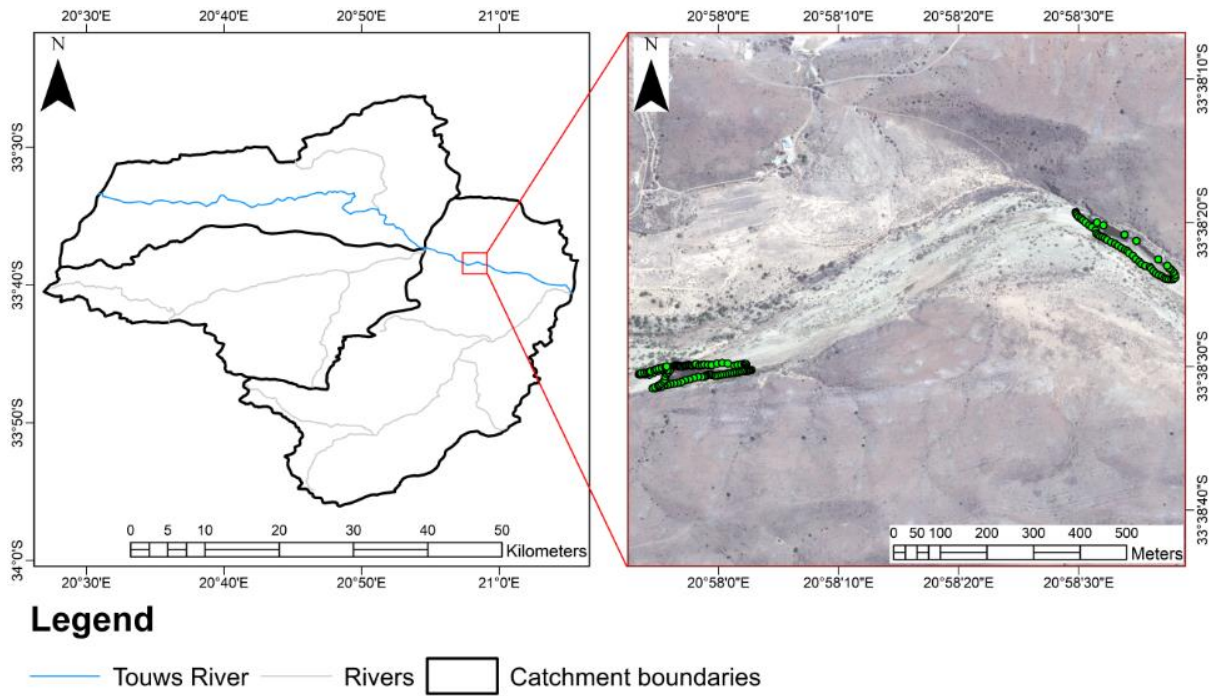 20°30'E 20°40'E 20°50'E 21°0'E
20°58'0"E 20°58'10"E 20°58'20"E 20°58'30"E
N
N
33°30'S
33°40'S
33°50'S
34°0'S
33°38'10"S
33°38'20"S
33°38'30"S
33°38'40"S
0 5 10 20 30 40 50
Kilometers
0 50 100 200 300 400 500
Meters
20°30'E 20°40'E 20°50'E 21°0'E
20°58'0"E 20°58'10"E 20°58'20"E 20°58'30"E
Legend
Touws River Rivers Catchment boundaries